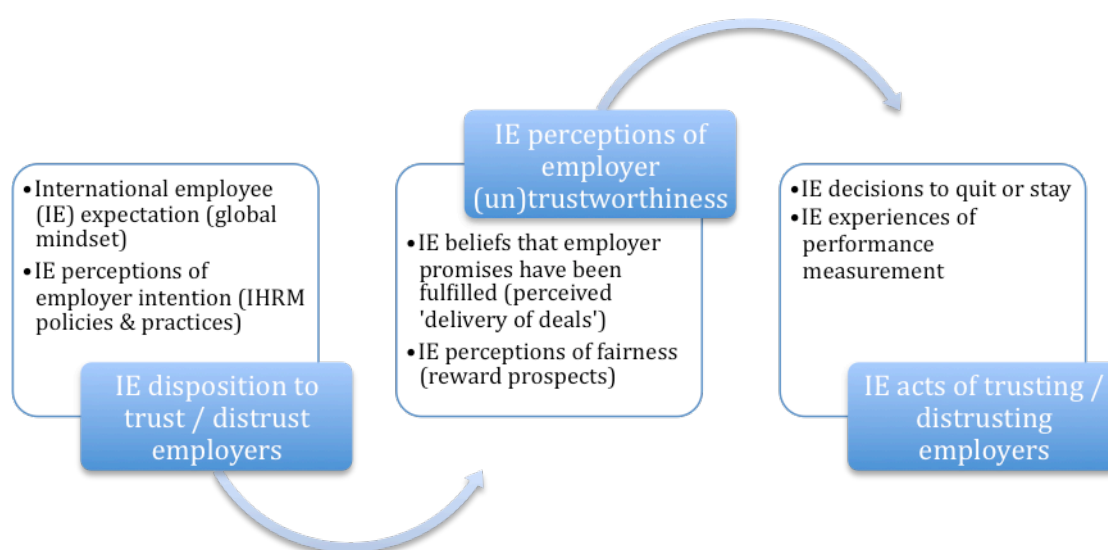 •International employee
(IE) expectation (global
mindset)
•IE perceptions of
employer intention (IHRM
policies & practices)
IE disposition to
trust / distrust
employers
IE perceptions of
employer
(un)trustworthiness
•IE beliefs that employer
promises have been
fulfilled (perceived
'delivery of deals')
•IE perceptions of fairness
(reward prospects)
•IE decisions to quit or stay
•IE experiences of
performance
measurement
IE acts of trusting /
distrusting
employers